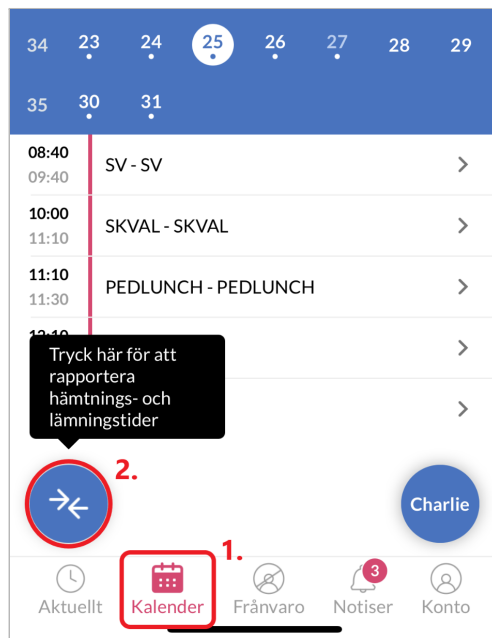 34 23 24 25 26 27 28 29
35 30 31
08:40
09:40
SV - SV
10:00
11:10
SKVAL - SKVAL
11:10
11:30
PEDLUNCH - PEDLUNCH
Tryck här för att
rapportera
hämtnings- och
lämningstider
2.
Charlie
1.
3
Aktuellt Kalender Frånvaro Notiser Konto